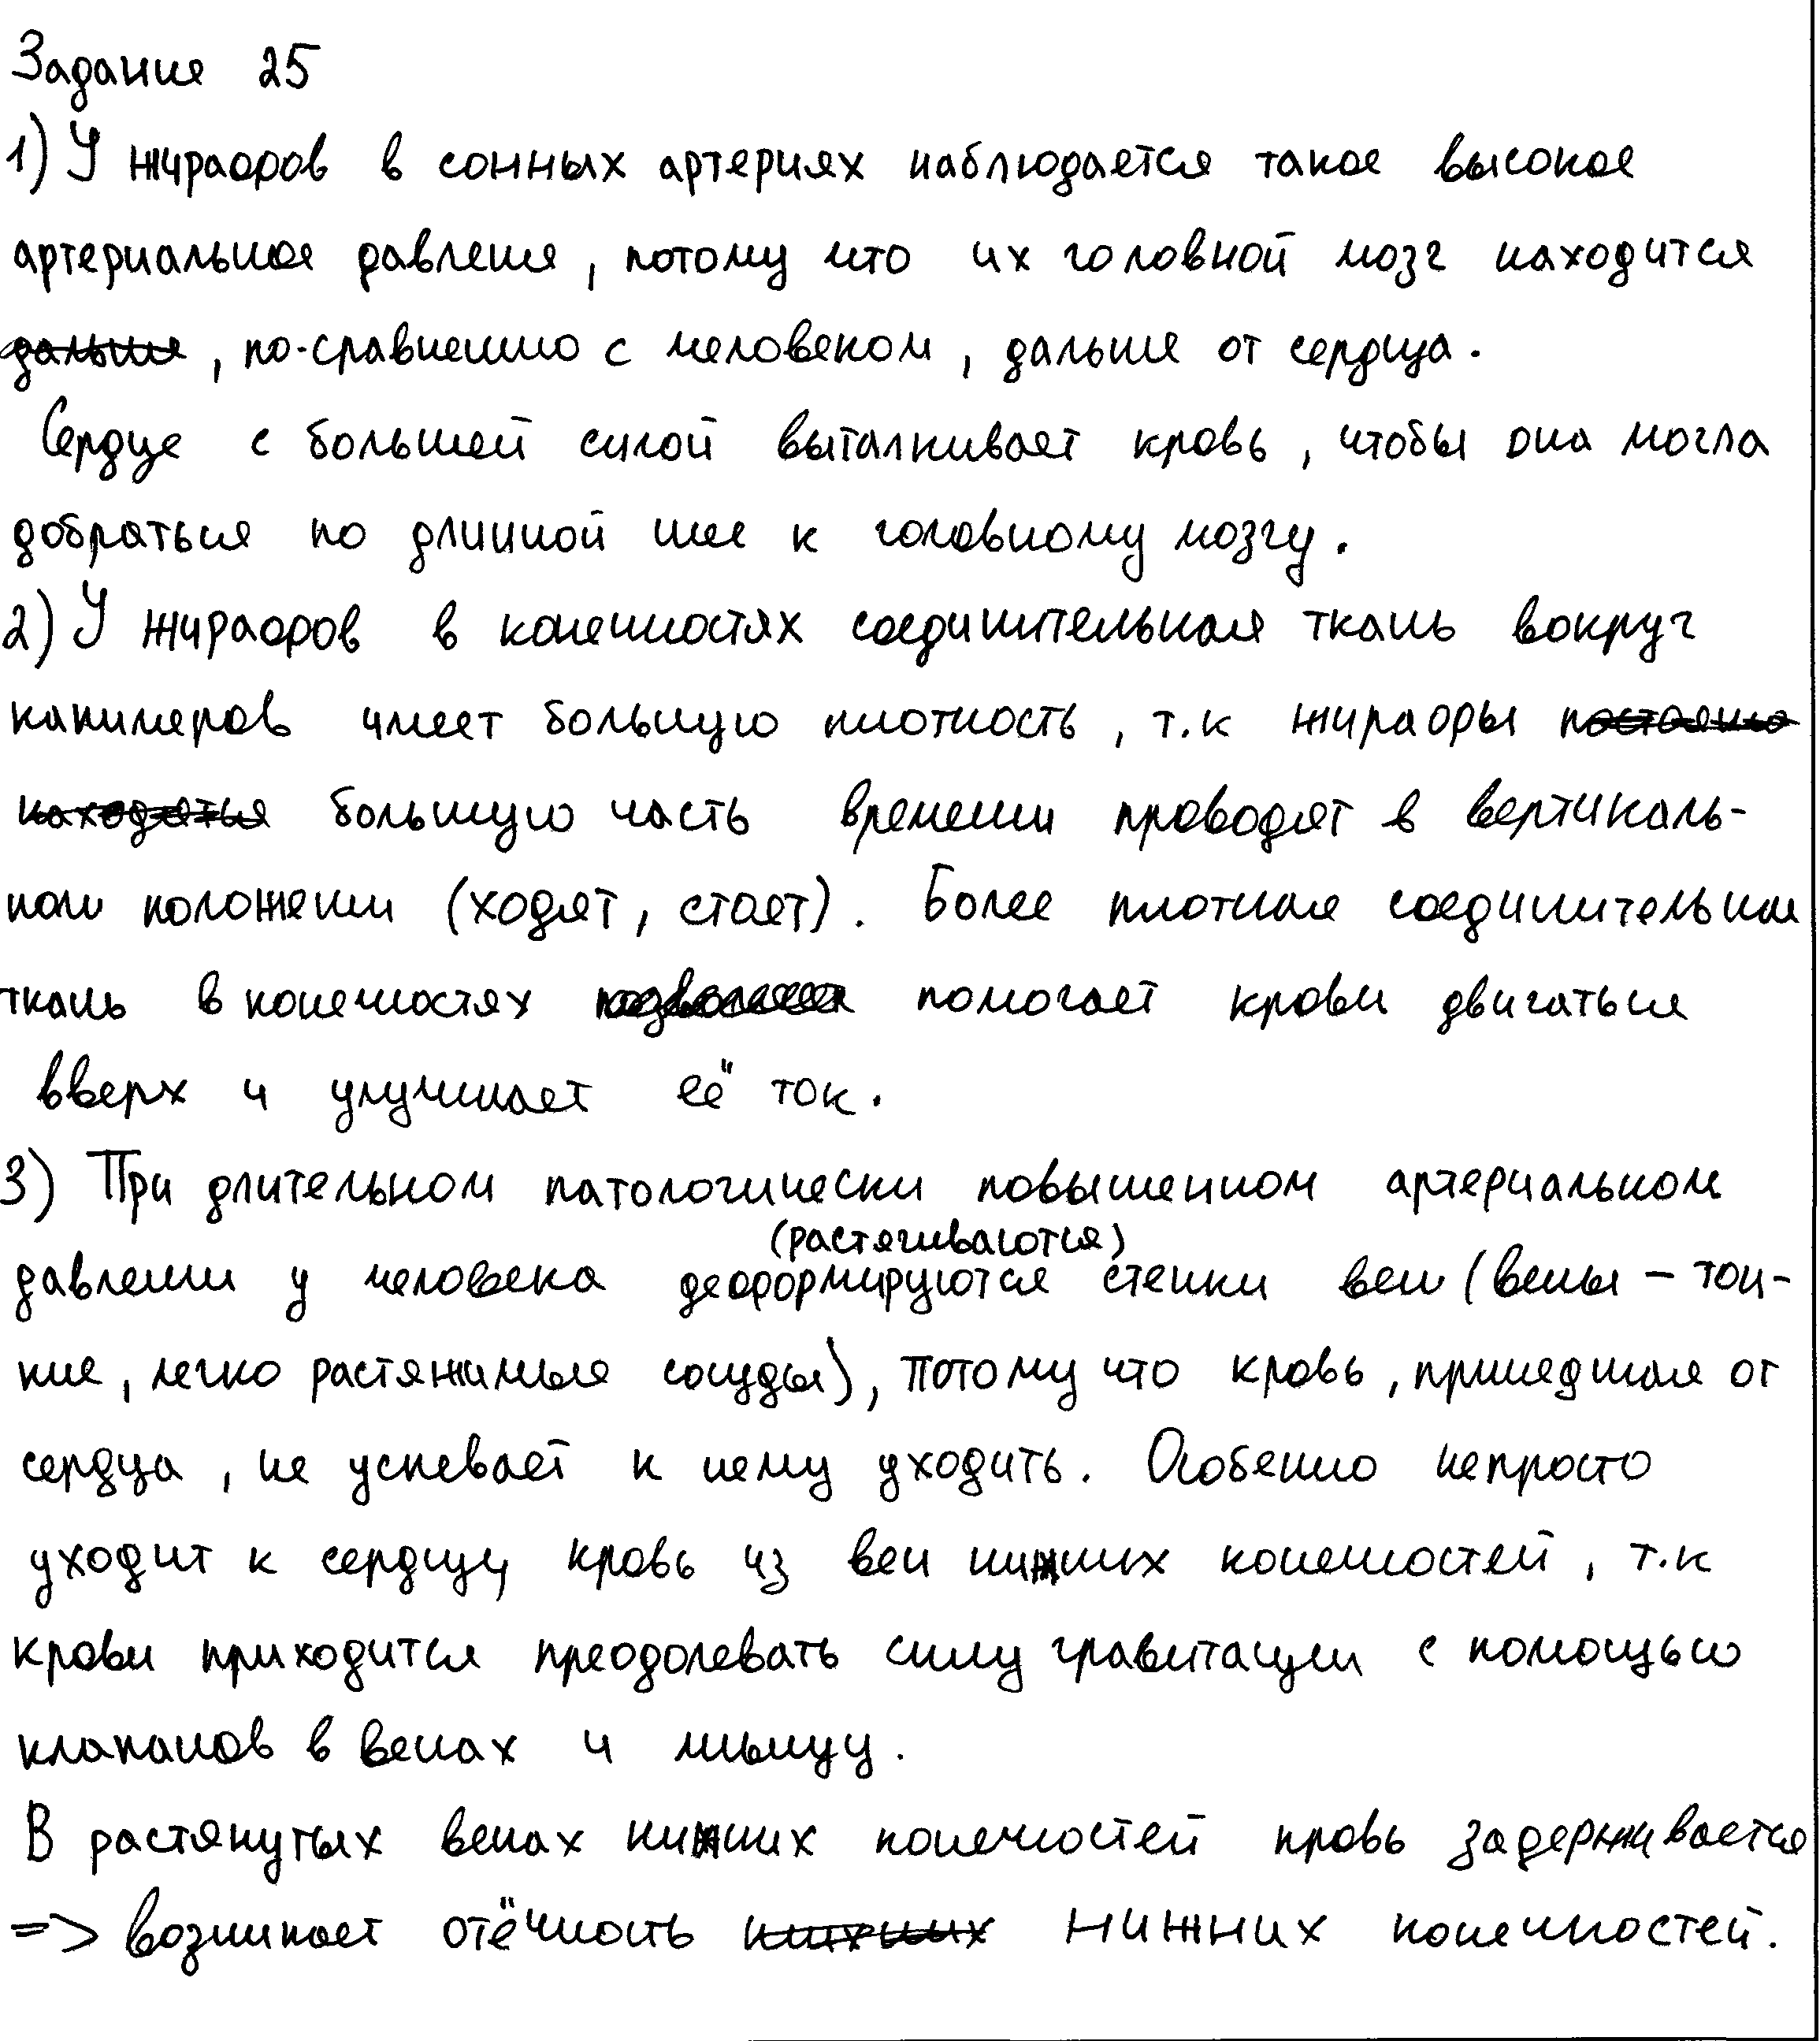 Задание 25
1) У жирафов в сонных артериях наблюдается такое высокое
артериальное давление, потому что их головной мозг находится
дальше, по-сравнению с человеком, дальше от сердца.
Сердце с большей силой выталкивает кровь, чтобы она могла
добраться по длинной шее к головному мозгу.
2) У жирафов в конечностях соединительная ткань вокруг
капилляров имеет большую плотность, т.к жирафы постоянно
находятся большую часть времени проводят в вертикаль-
ном положении (ходят, стоят). Более плотная соединительная
ткань в конечностях позволяет помогает крови двигаться
вверх и улучшает её ток.
3) При длительном патологически повышенном артериальном
(растягиваются)
давлении у человека деформируются стенки вен (вены – тон-
кие, легко растяжимые сосуды), потому что кровь, пришедшая от
сердца, не успевает к нему уходить. Особенно непросто
уходит к сердцу кровь из вен нижних конечностей, т.к
крови приходится преодолевать силу гравитации с помощью
клапанов в венах и мышц.
В растянутых венах нижних конечностей кровь задерживается
=> возникает отёчность нижних нижних конечностей.